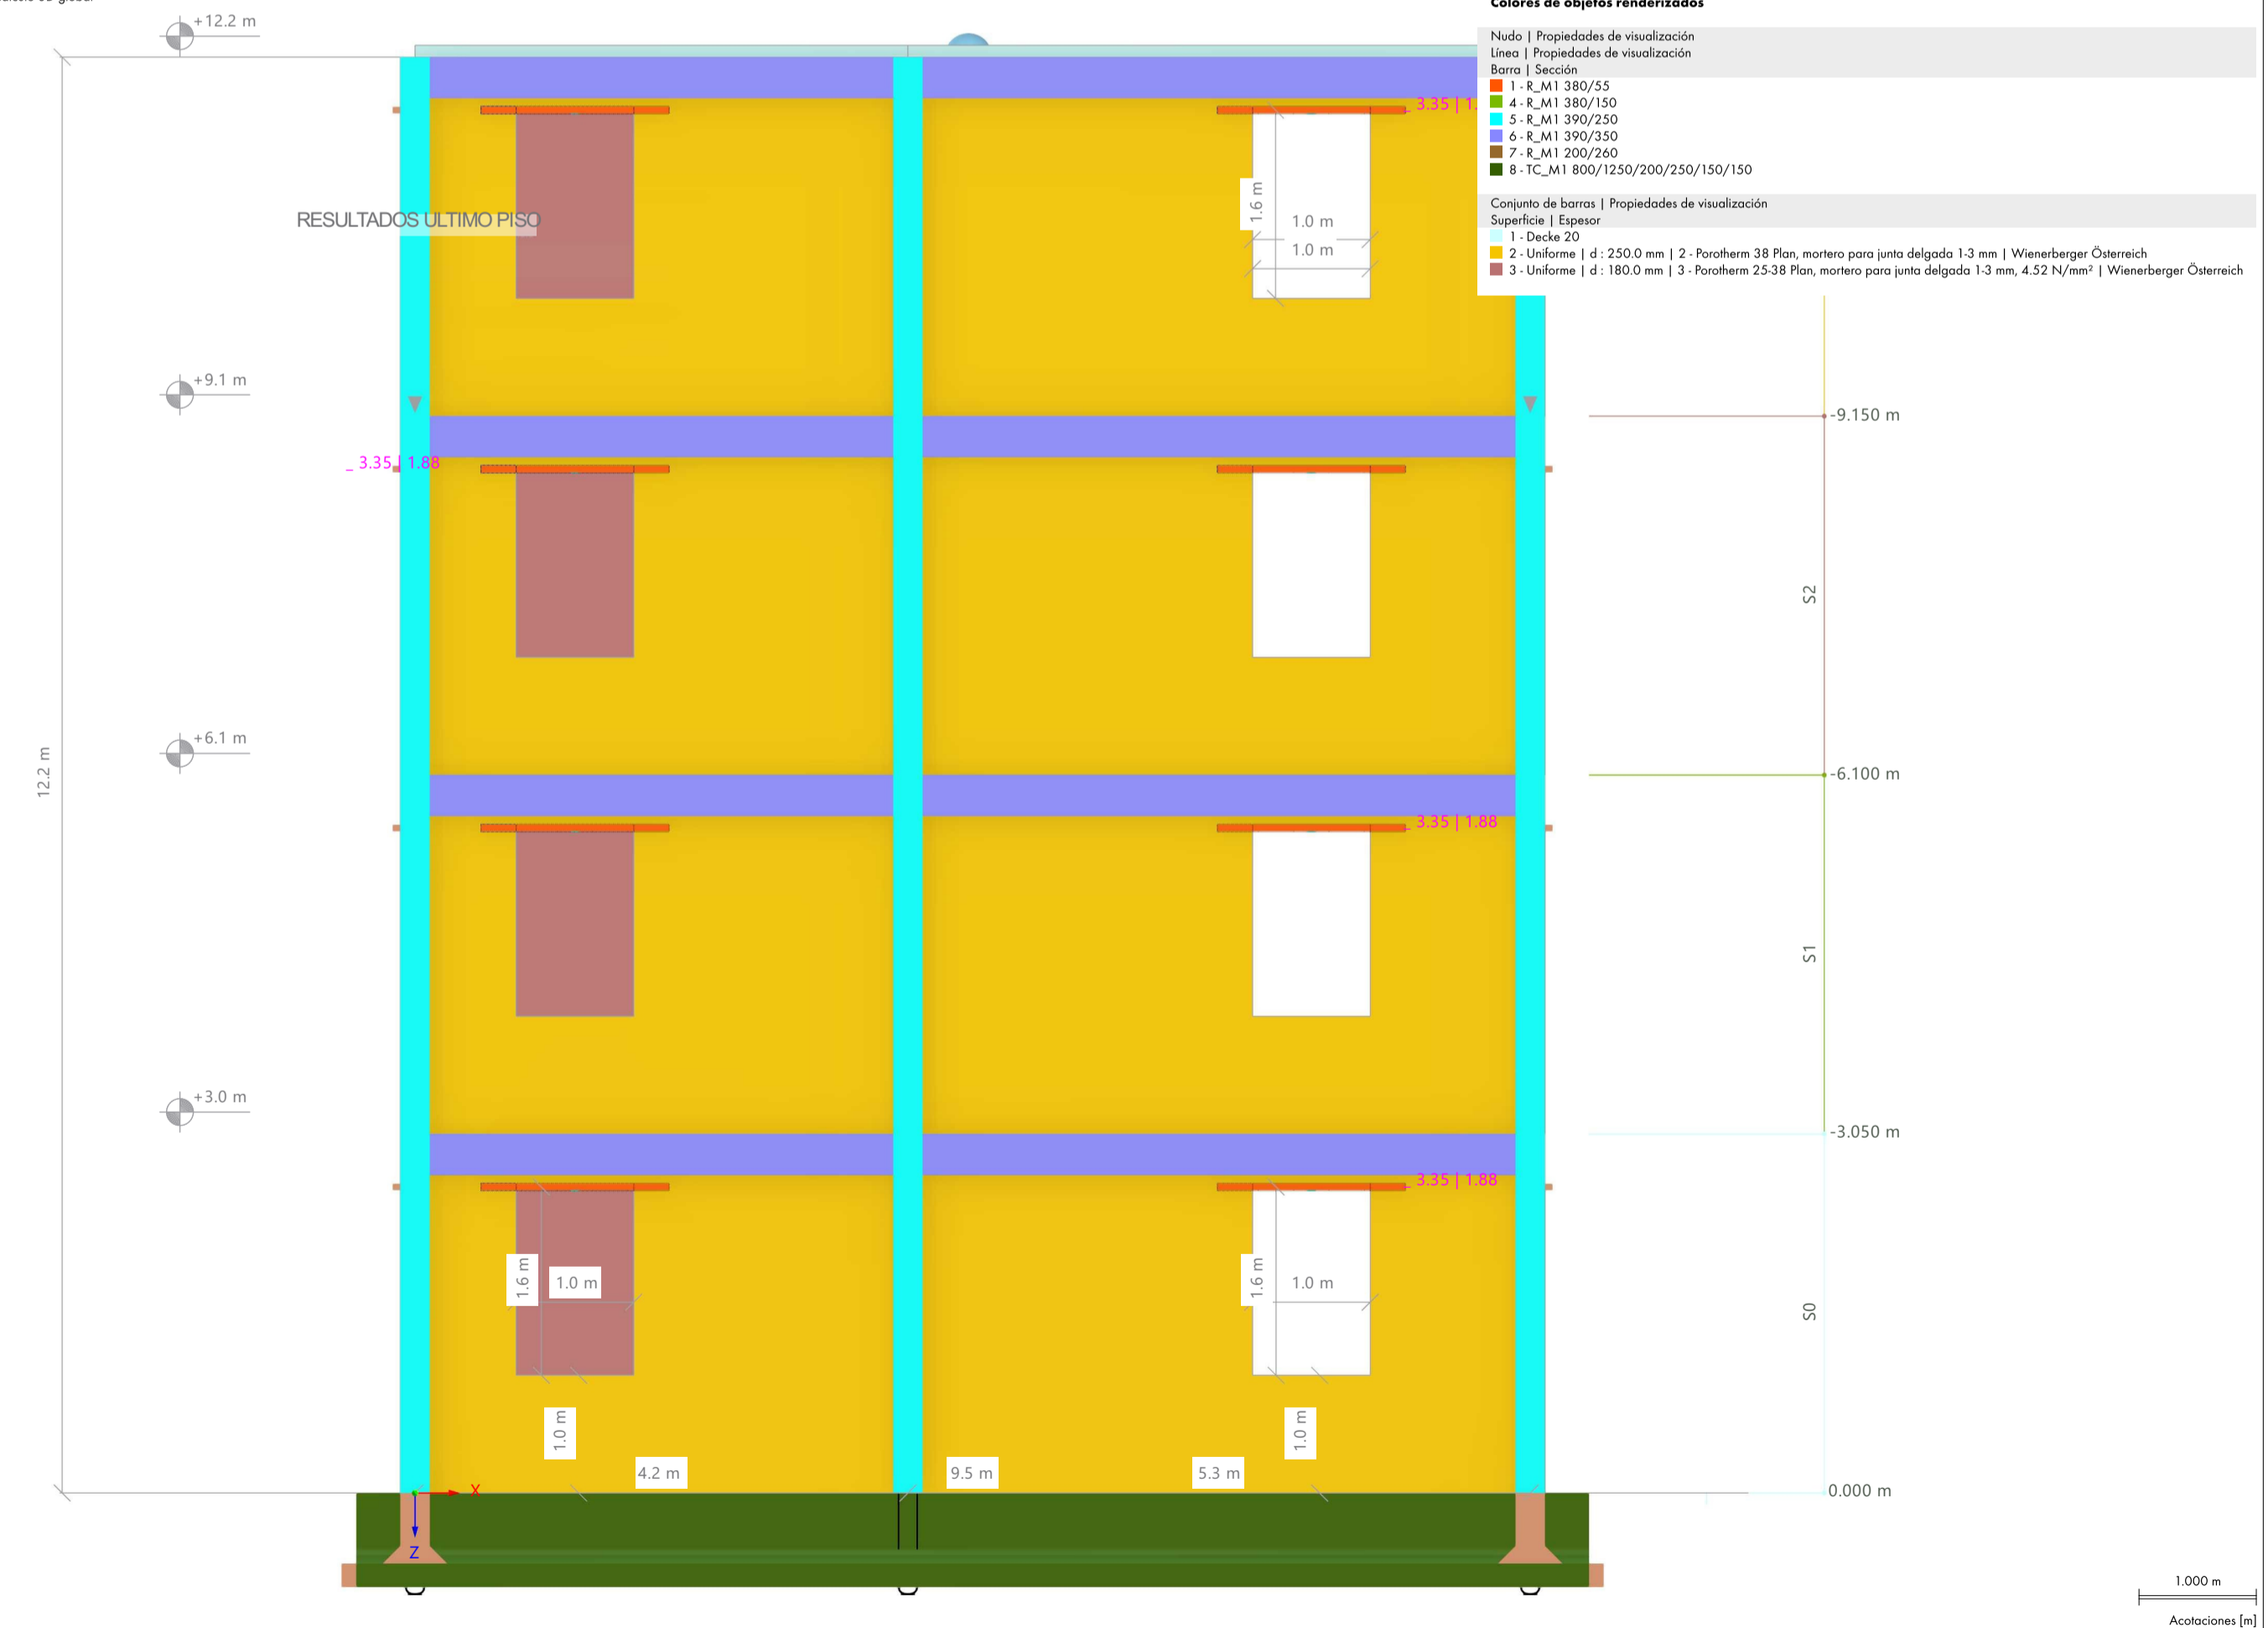 +12.2 m
Colores de objetos renderizados
Nudo | Propiedades de visualización
Línea | Propiedades de visualización
Barra | Sección
1 - R_M1 380/55
4 - R_M1 380/150
5 - R_M1 390/250
6 - R_M1 390/350
7 - R_M1 200/260
8 - TC_M1 800/1250/200/250/150/150
Conjunto de barras | Propiedades de visualización
Superficie | Espesor
1 - Decke 20
2 - Uniforme | d : 250.0 mm | 2 - Porotherm 38 Plan, mortero para junta delgada 1-3 mm | Wienerberger Österreich
3 - Uniforme | d : 180.0 mm | 3 - Porotherm 25-38 Plan, mortero para junta delgada 1-3 mm, 4.52 N/mm² | Wienerberger Österreich
3.35 | 1.
1.6 m
1.0 m
1.0 m
RESULTADOS ULTIMO PISO
+9.1 m
-9.150 m
_ 3.35 | 1.88
S2
+6.1 m
12.2 m
-6.100 m
3.35 | 1.88
S1
+3.0 m
-3.050 m
3.35 | 1.88
1.6 m
1.0 m
1.6 m
1.0 m
S0
1.0 m
1.0 m
4.2 m
9.5 m
5.3 m
X
0.000 m
Z
1.000 m
Acotaciones [m]